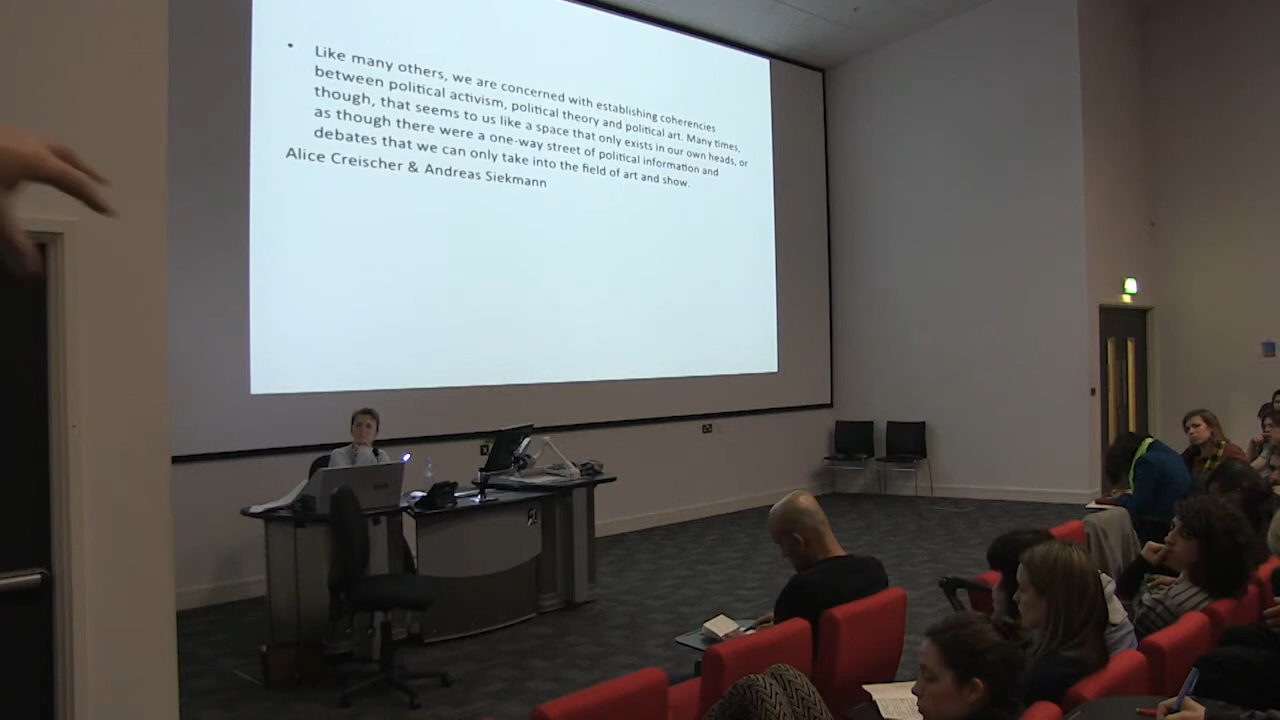 • Like many others, we are concerned with establishing coherencies
between political activism, political theory and political art. Many times,
though, that seems to us like a space that only exists in our own heads, or
as though there were a one-way street of political information and
debates that we can only take into the field of art and show.
Alice Creischer & Andreas Siekmann